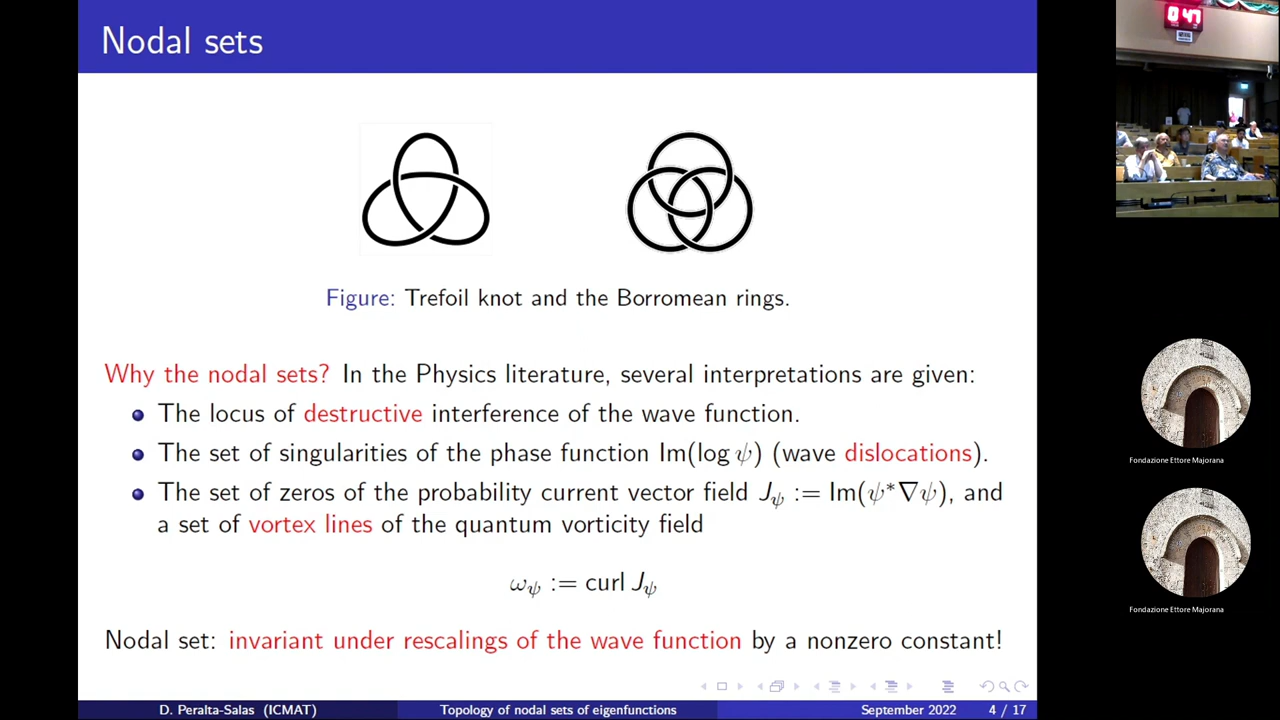 Nodal sets
Figure: Trefoil knot and the Borromean rings.
Why the nodal sets? In the Physics literature, several interpretations are given:
The locus of destructive interference of the wave function.
The set of singularities of the phase function Im(log ψ) (wave dislocations).
The set of zeros of the probability current vector field J_ψ := Im(ψ*∇ψ), and
a set of vortex lines of the quantum vorticity field
ω_ψ := curl J_ψ
Nodal set: invariant under rescalings of the wave function by a nonzero constant!
D. Peralta-Salas (ICMAT) Topology of nodal sets of eigenfunctions September 2022 4 / 17
0 47
Fondazione Ettore Majorana
Fondazione Ettore Majorana